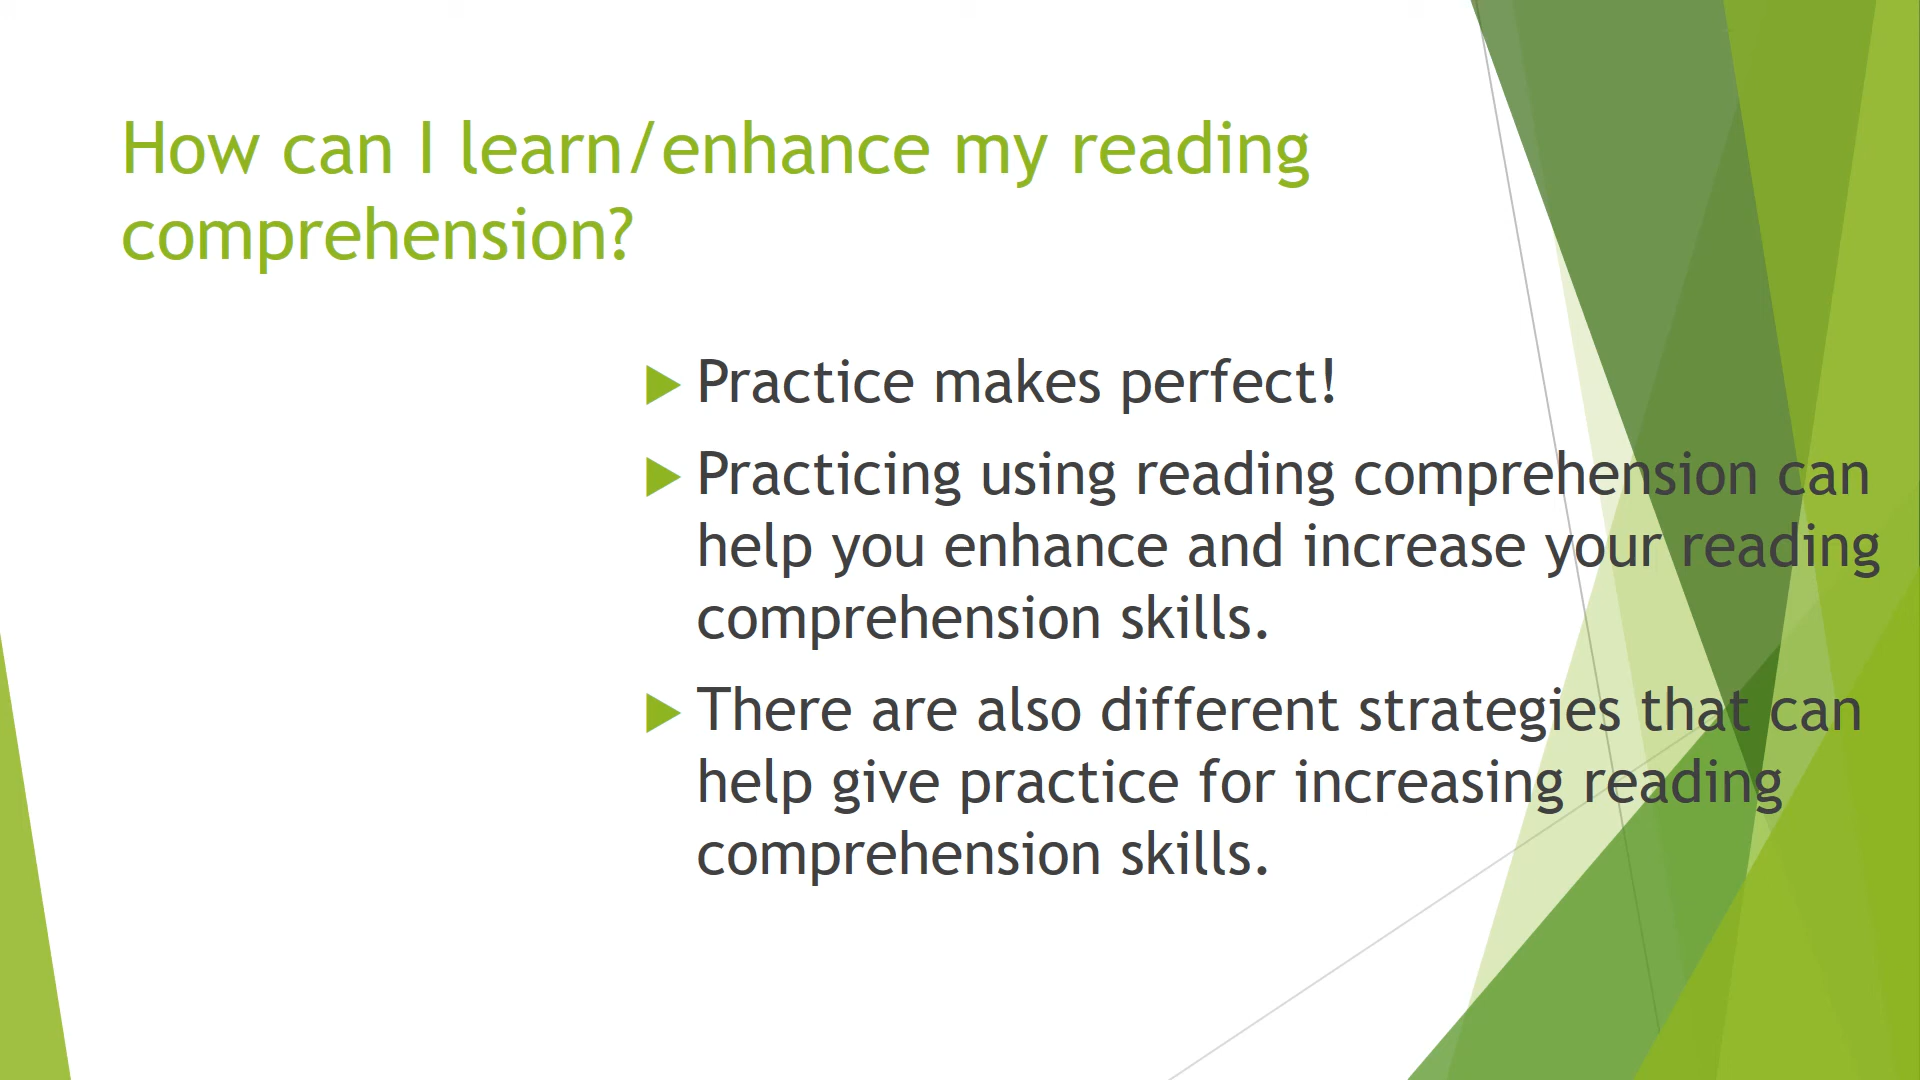 How can I learn/enhance my reading
comprehension?
Practice makes perfect!
Practicing using reading comprehension can
help you enhance and increase your reading
comprehension skills.
There are also different strategies that can
help give practice for increasing reading
comprehension skills.